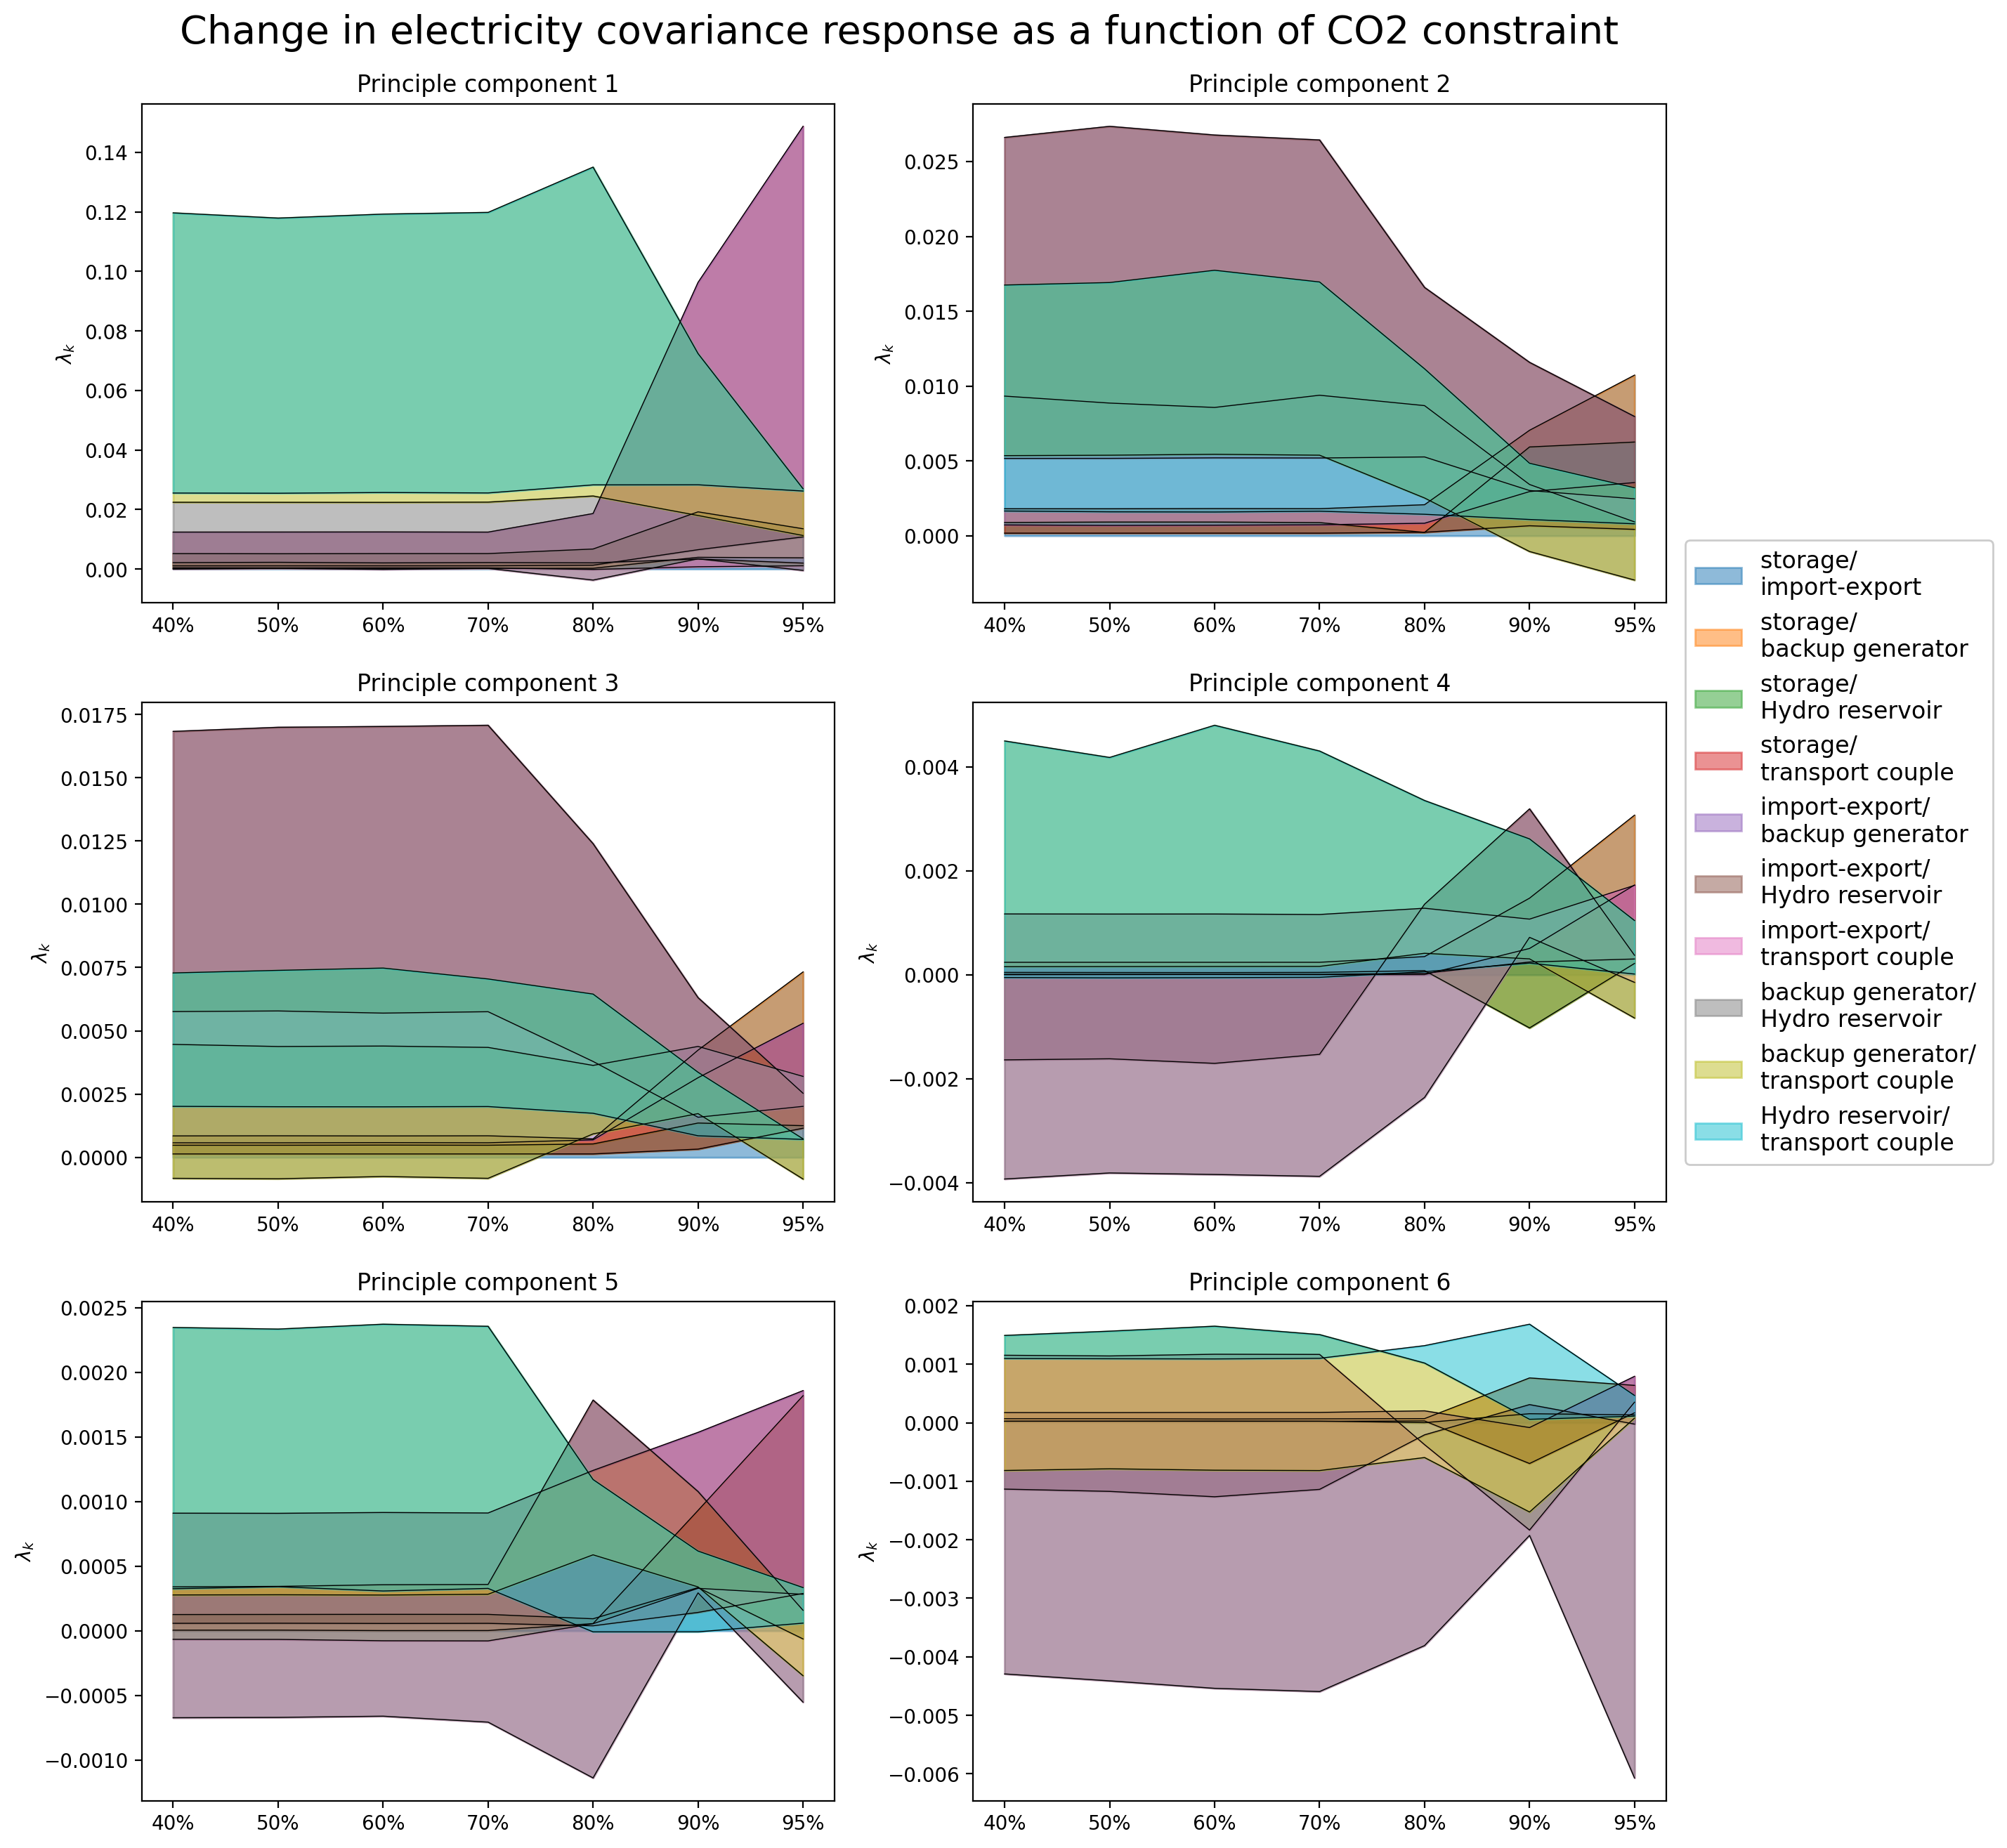 Change in electricity covariance response as a function of CO2 constraint
Principle component 1
0.14
0.12
0.10
0.08
0.06
0.04
0.02
0.00
λk
40% 50% 60% 70% 80% 90% 95%
Principle component 2
0.025
0.020
0.015
0.010
0.005
0.000
λk
40% 50% 60% 70% 80% 90% 95%
Principle component 3
0.0175
0.0150
0.0125
0.0100
0.0075
0.0050
0.0025
0.0000
λk
40% 50% 60% 70% 80% 90% 95%
Principle component 4
0.004
0.002
0.000
−0.002
−0.004
λk
40% 50% 60% 70% 80% 90% 95%
Principle component 5
0.0025
0.0020
0.0015
0.0010
0.0005
0.0000
−0.0005
−0.0010
λk
40% 50% 60% 70% 80% 90% 95%
Principle component 6
0.002
0.001
0.000
−0.001
−0.002
−0.003
−0.004
−0.005
−0.006
λk
40% 50% 60% 70% 80% 90% 95%
storage/
import-export
storage/
backup generator
storage/
Hydro reservoir
storage/
transport couple
import-export/
backup generator
import-export/
Hydro reservoir
import-export/
transport couple
backup generator/
Hydro reservoir
backup generator/
transport couple
Hydro reservoir/
transport couple